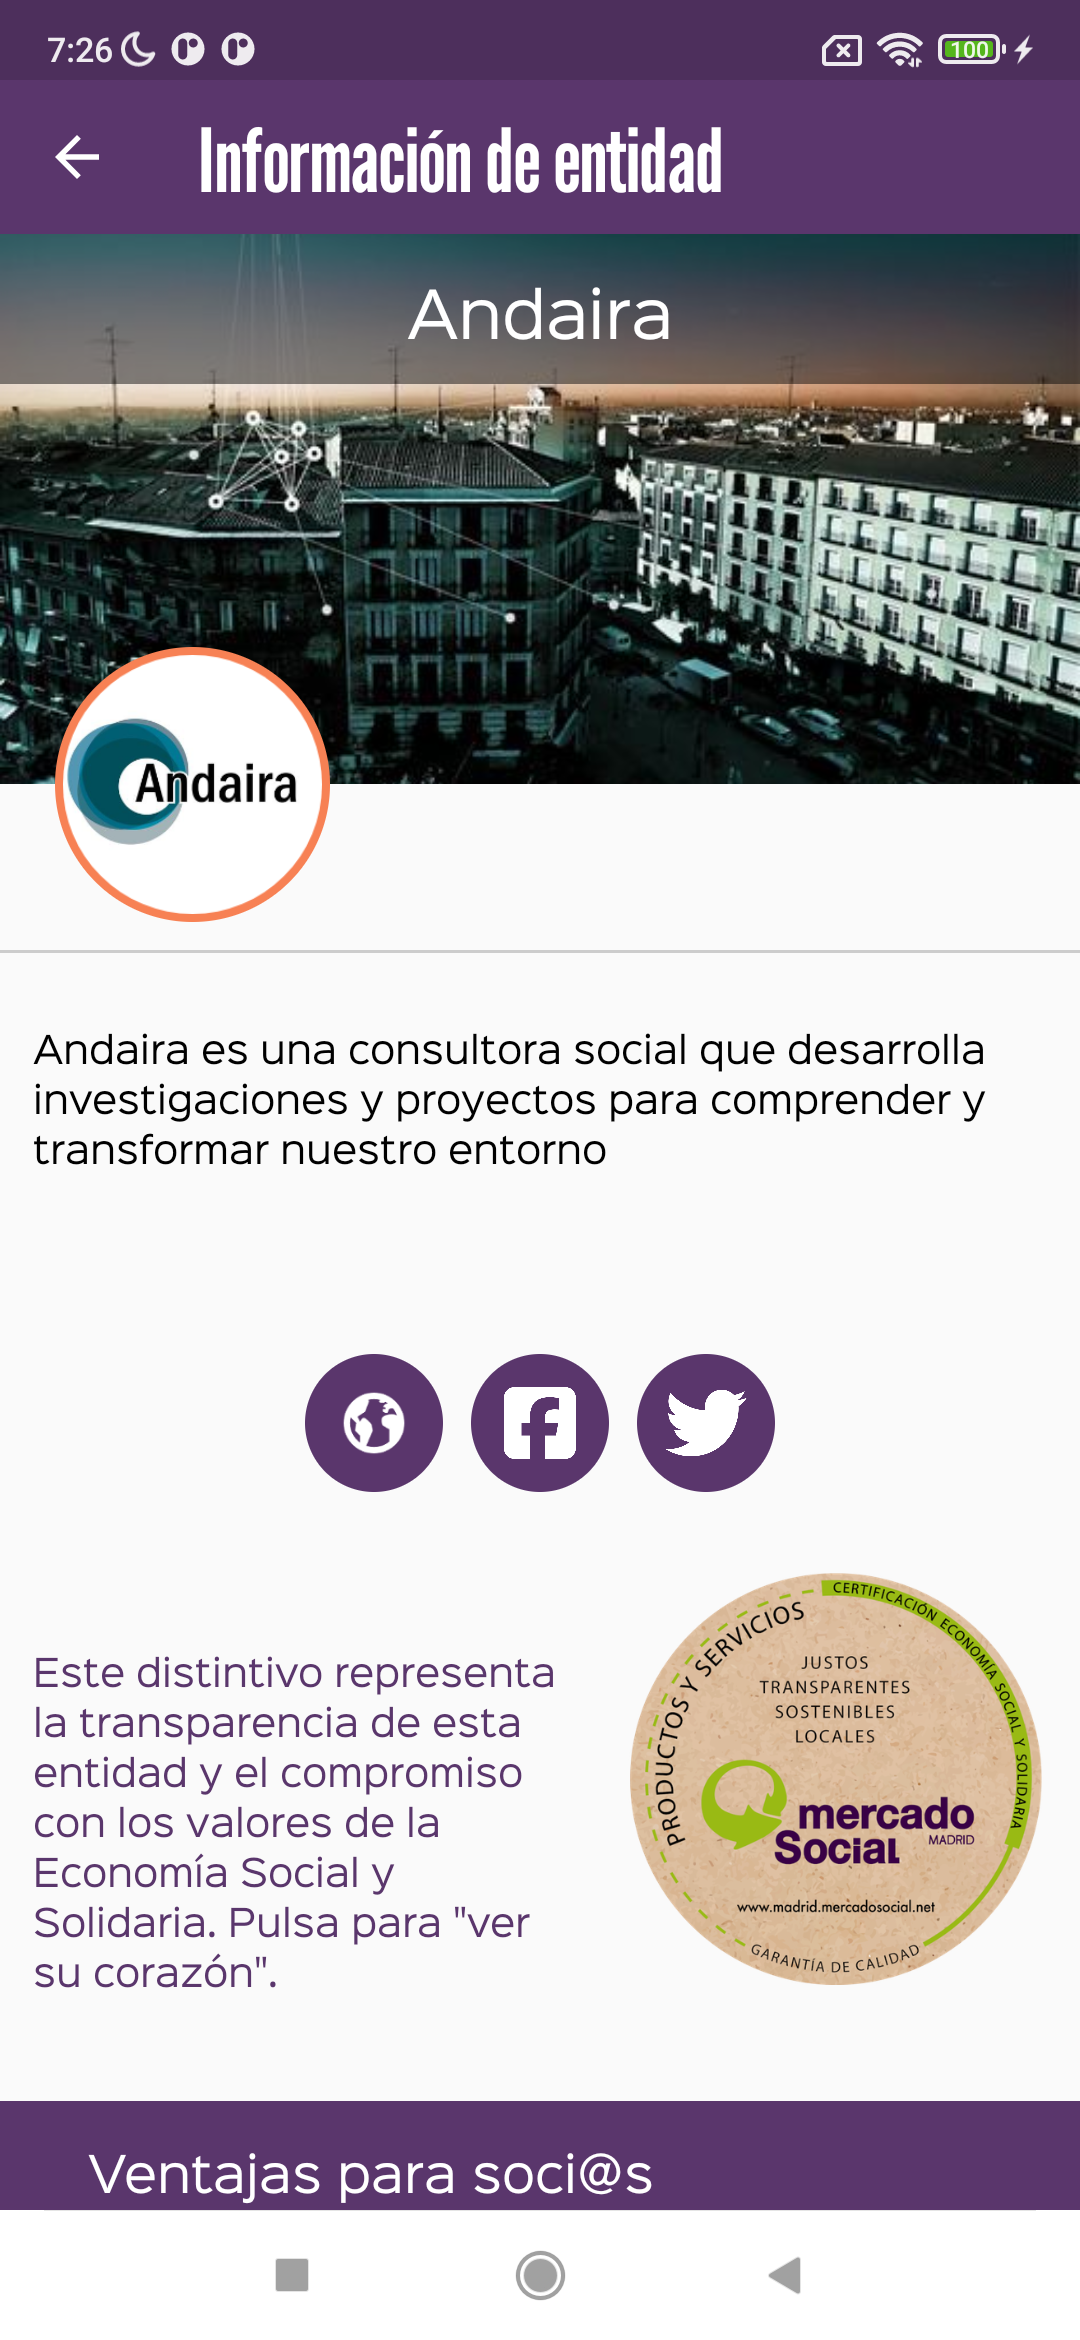 7:26
100
Información de entidad
Andaira
Andaira
Andaira es una consultora social que desarrolla
investigaciones y proyectos para comprender y
transformar nuestro entorno
Este distintivo representa
la transparencia de esta
entidad y el compromiso
con los valores de la
Economía Social y
Solidaria. Pulsa para "ver
su corazón".
CERTIFICACIÓN ECONOMÍA SOCIAL Y SOLIDARIA
PRODUCTOS Y SERVICIOS
JUSTOS
TRANSPARENTES
SOSTENIBLES
LOCALES
mercado
Social MADRID
www.madrid.mercadosocial.net
GARANTÍA DE CALIDAD
Ventajas para soci@s